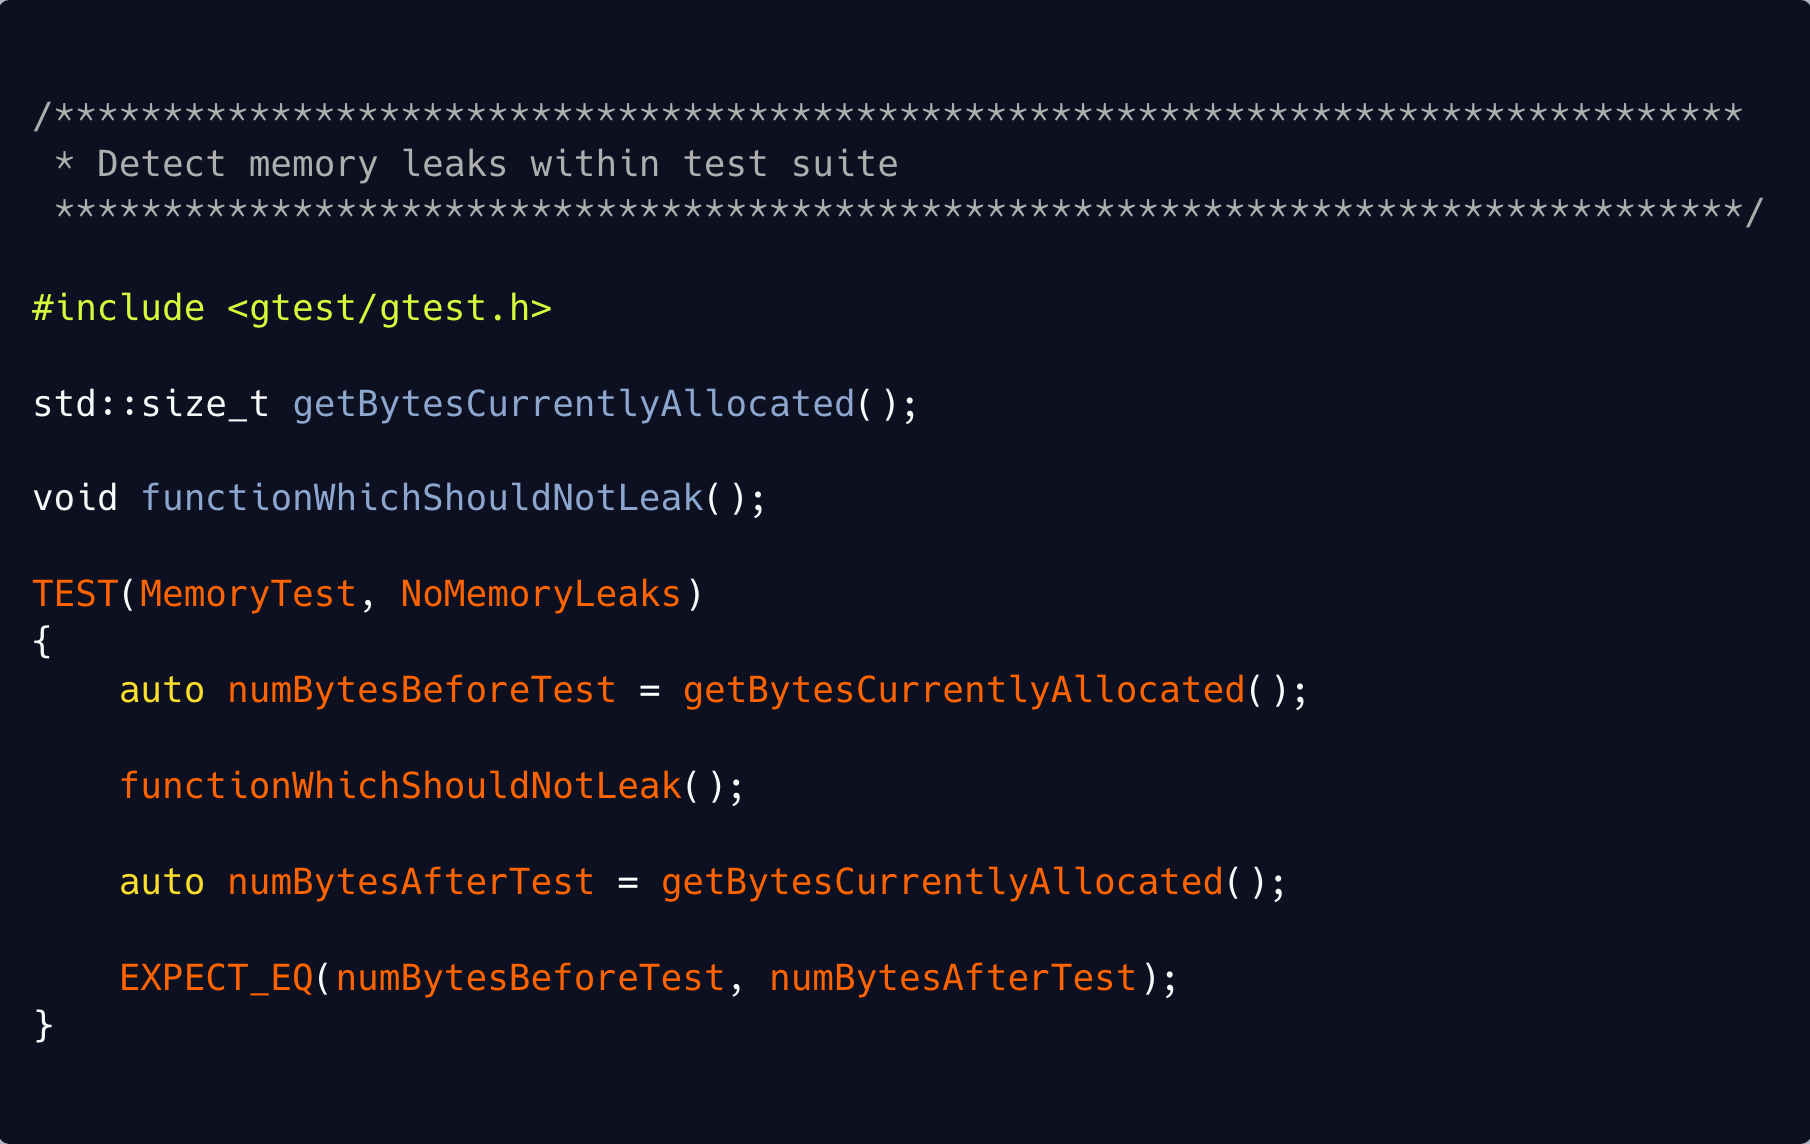 /******************************************************************************
 * Detect memory leaks within test suite
 ******************************************************************************/
#include <gtest/gtest.h>
std::size_t getBytesCurrentlyAllocated();
void functionWhichShouldNotLeak();
TEST(MemoryTest, NoMemoryLeaks)
{
    auto numBytesBeforeTest = getBytesCurrentlyAllocated();
    functionWhichShouldNotLeak();
    auto numBytesAfterTest = getBytesCurrentlyAllocated();
    EXPECT_EQ(numBytesBeforeTest, numBytesAfterTest);
}